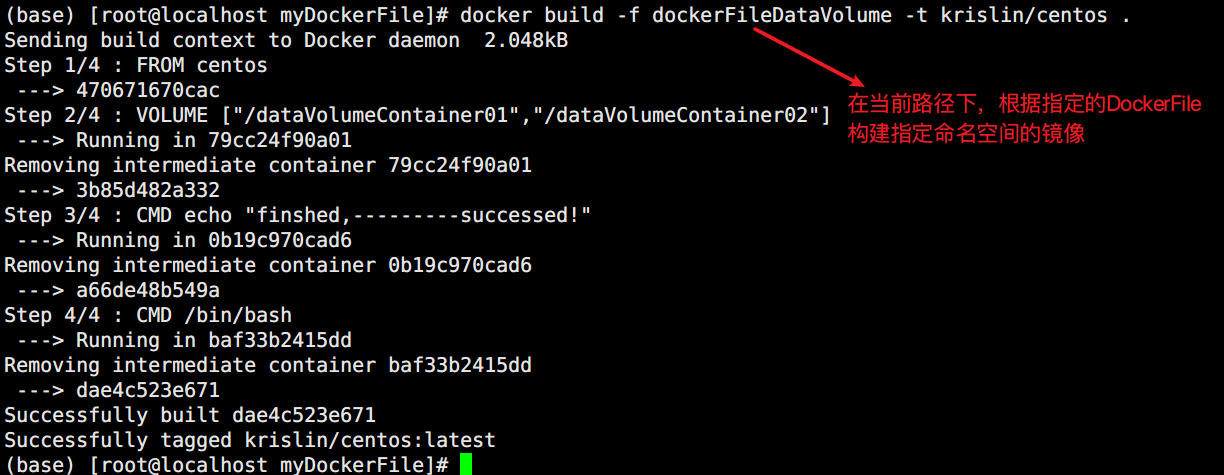 (base) [root@localhost myDockerFile]# docker build -f dockerFileDataVolume -t krislin/centos .
Sending build context to Docker daemon  2.048kB
Step 1/4 : FROM centos
 ---> 470671670cac
Step 2/4 : VOLUME ["/dataVolumeContainer01","/dataVolumeContainer02"]
 ---> Running in 79cc24f90a01
Removing intermediate container 79cc24f90a01
 ---> 3b85d482a332
Step 3/4 : CMD echo "finshed,---------successed!"
 ---> Running in 0b19c970cad6
Removing intermediate container 0b19c970cad6
 ---> a66de48b549a
Step 4/4 : CMD /bin/bash
 ---> Running in baf33b2415dd
Removing intermediate container baf33b2415dd
 ---> dae4c523e671
Successfully built dae4c523e671
Successfully tagged krislin/centos:latest
(base) [root@localhost myDockerFile]#
在当前路径下，根据指定的DockerFile
构建指定命名空间的镜像